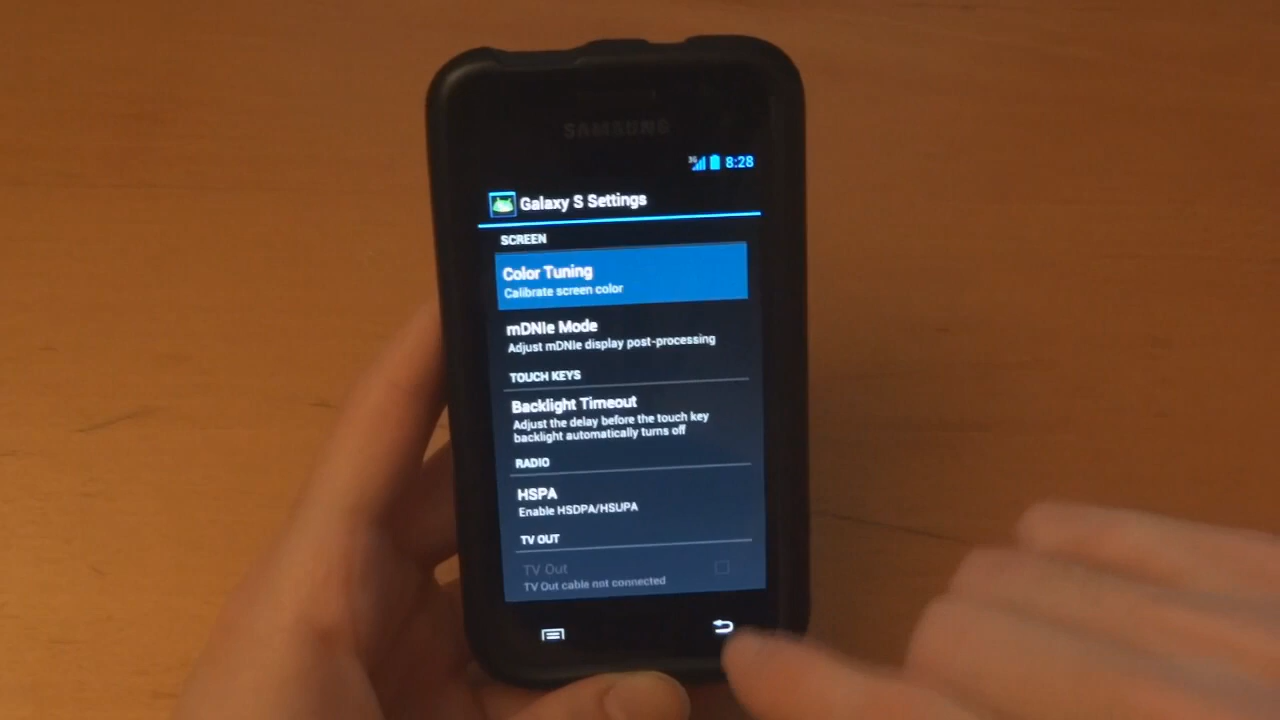 SAMSUNG
3G 8:28
Galaxy S Settings
SCREEN
Color Tuning
Calibrate screen color
mDNIe Mode
Adjust mDNIe display post-processing
TOUCH KEYS
Backlight Timeout
Adjust the delay before the touch key
backlight automatically turns off
RADIO
HSPA
Enable HSDPA/HSUPA
TV OUT
TV Out
TV Out cable not connected